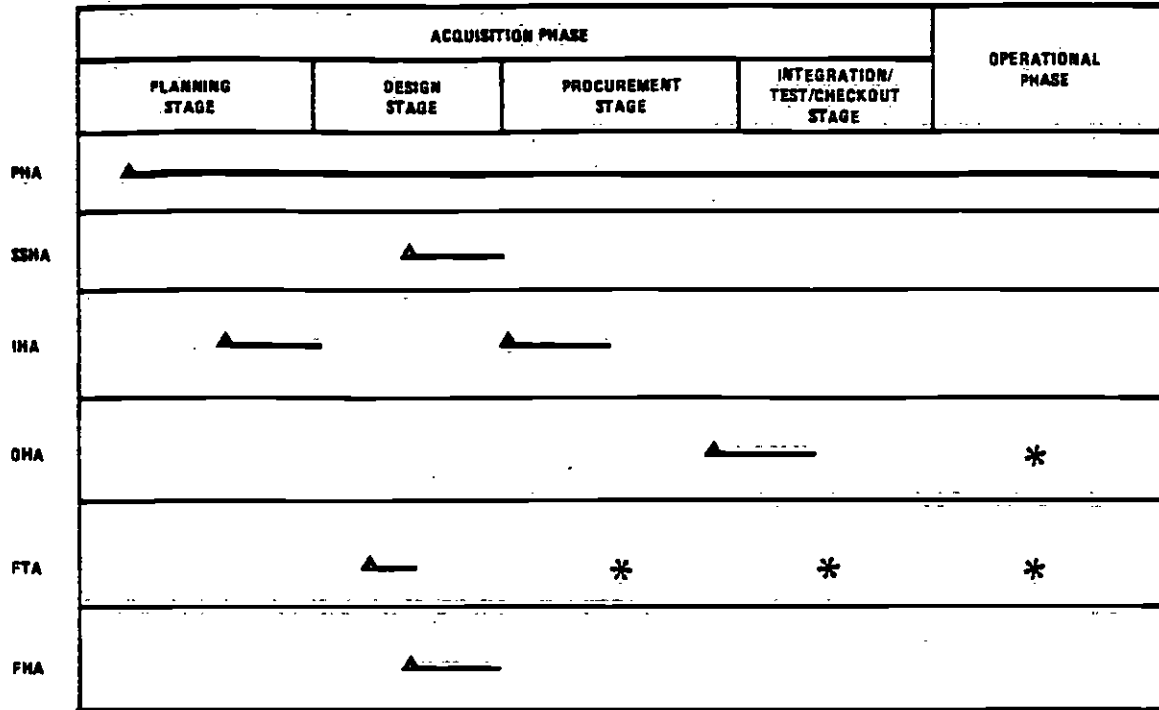 ACQUISITION PHASE
OPERATIONAL
PHASE
PLANNING
STAGE
DESIGN
STAGE
PROCUREMENT
STAGE
INTEGRATION/
TEST/CHECKOUT
STAGE
PHA
SSHA
IHA
OHA
*
FTA
* * *
FHA